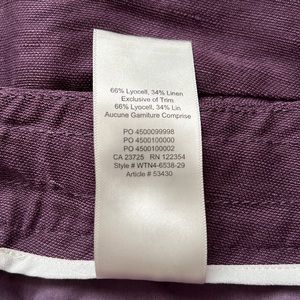 66% Lyocell, 34% Linen
Exclusive of Trim
66% Lyocell, 34% Lin
Aucune Garniture Comprise
PO 4500099998
PO 4500100000
PO 4500100002
CA 23725 RN 122354
Style # WTN4-6538-29
Article # 53430